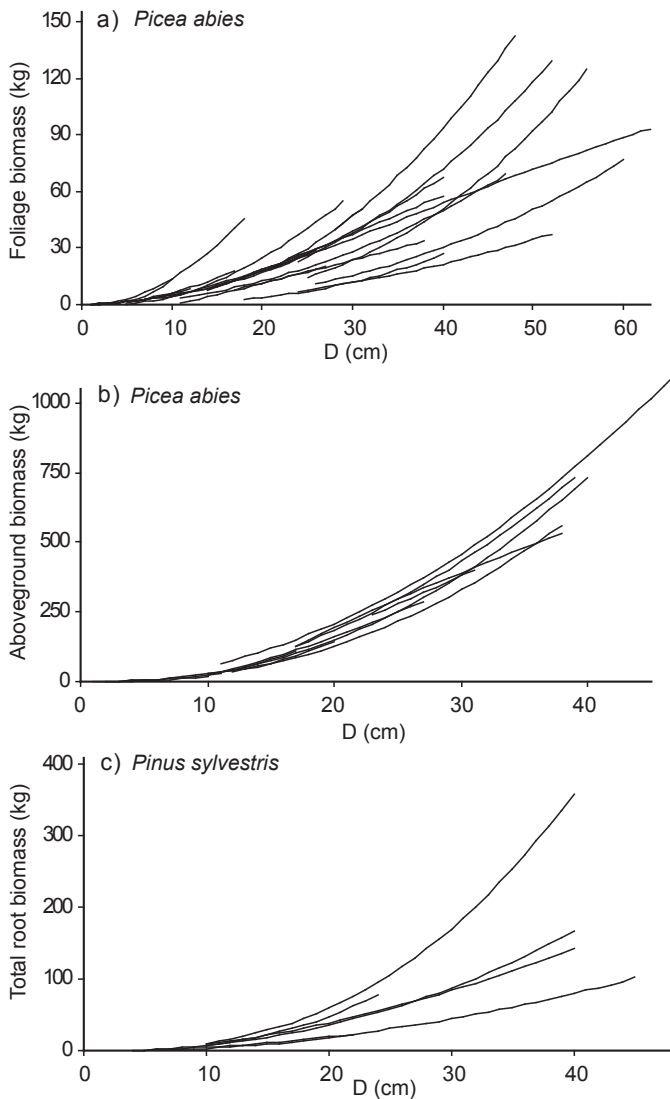 a) Picea abies
Foliage biomass (kg)
150
120
90
60
30
0
0 10 20 30 40 50 60
D (cm)
b) Picea abies
Aboveground biomass (kg)
1000
750
500
250
0
0 10 20 30 40
D (cm)
c) Pinus sylvestris
Total root biomass (kg)
400
300
200
100
0
0 10 20 30 40
D (cm)